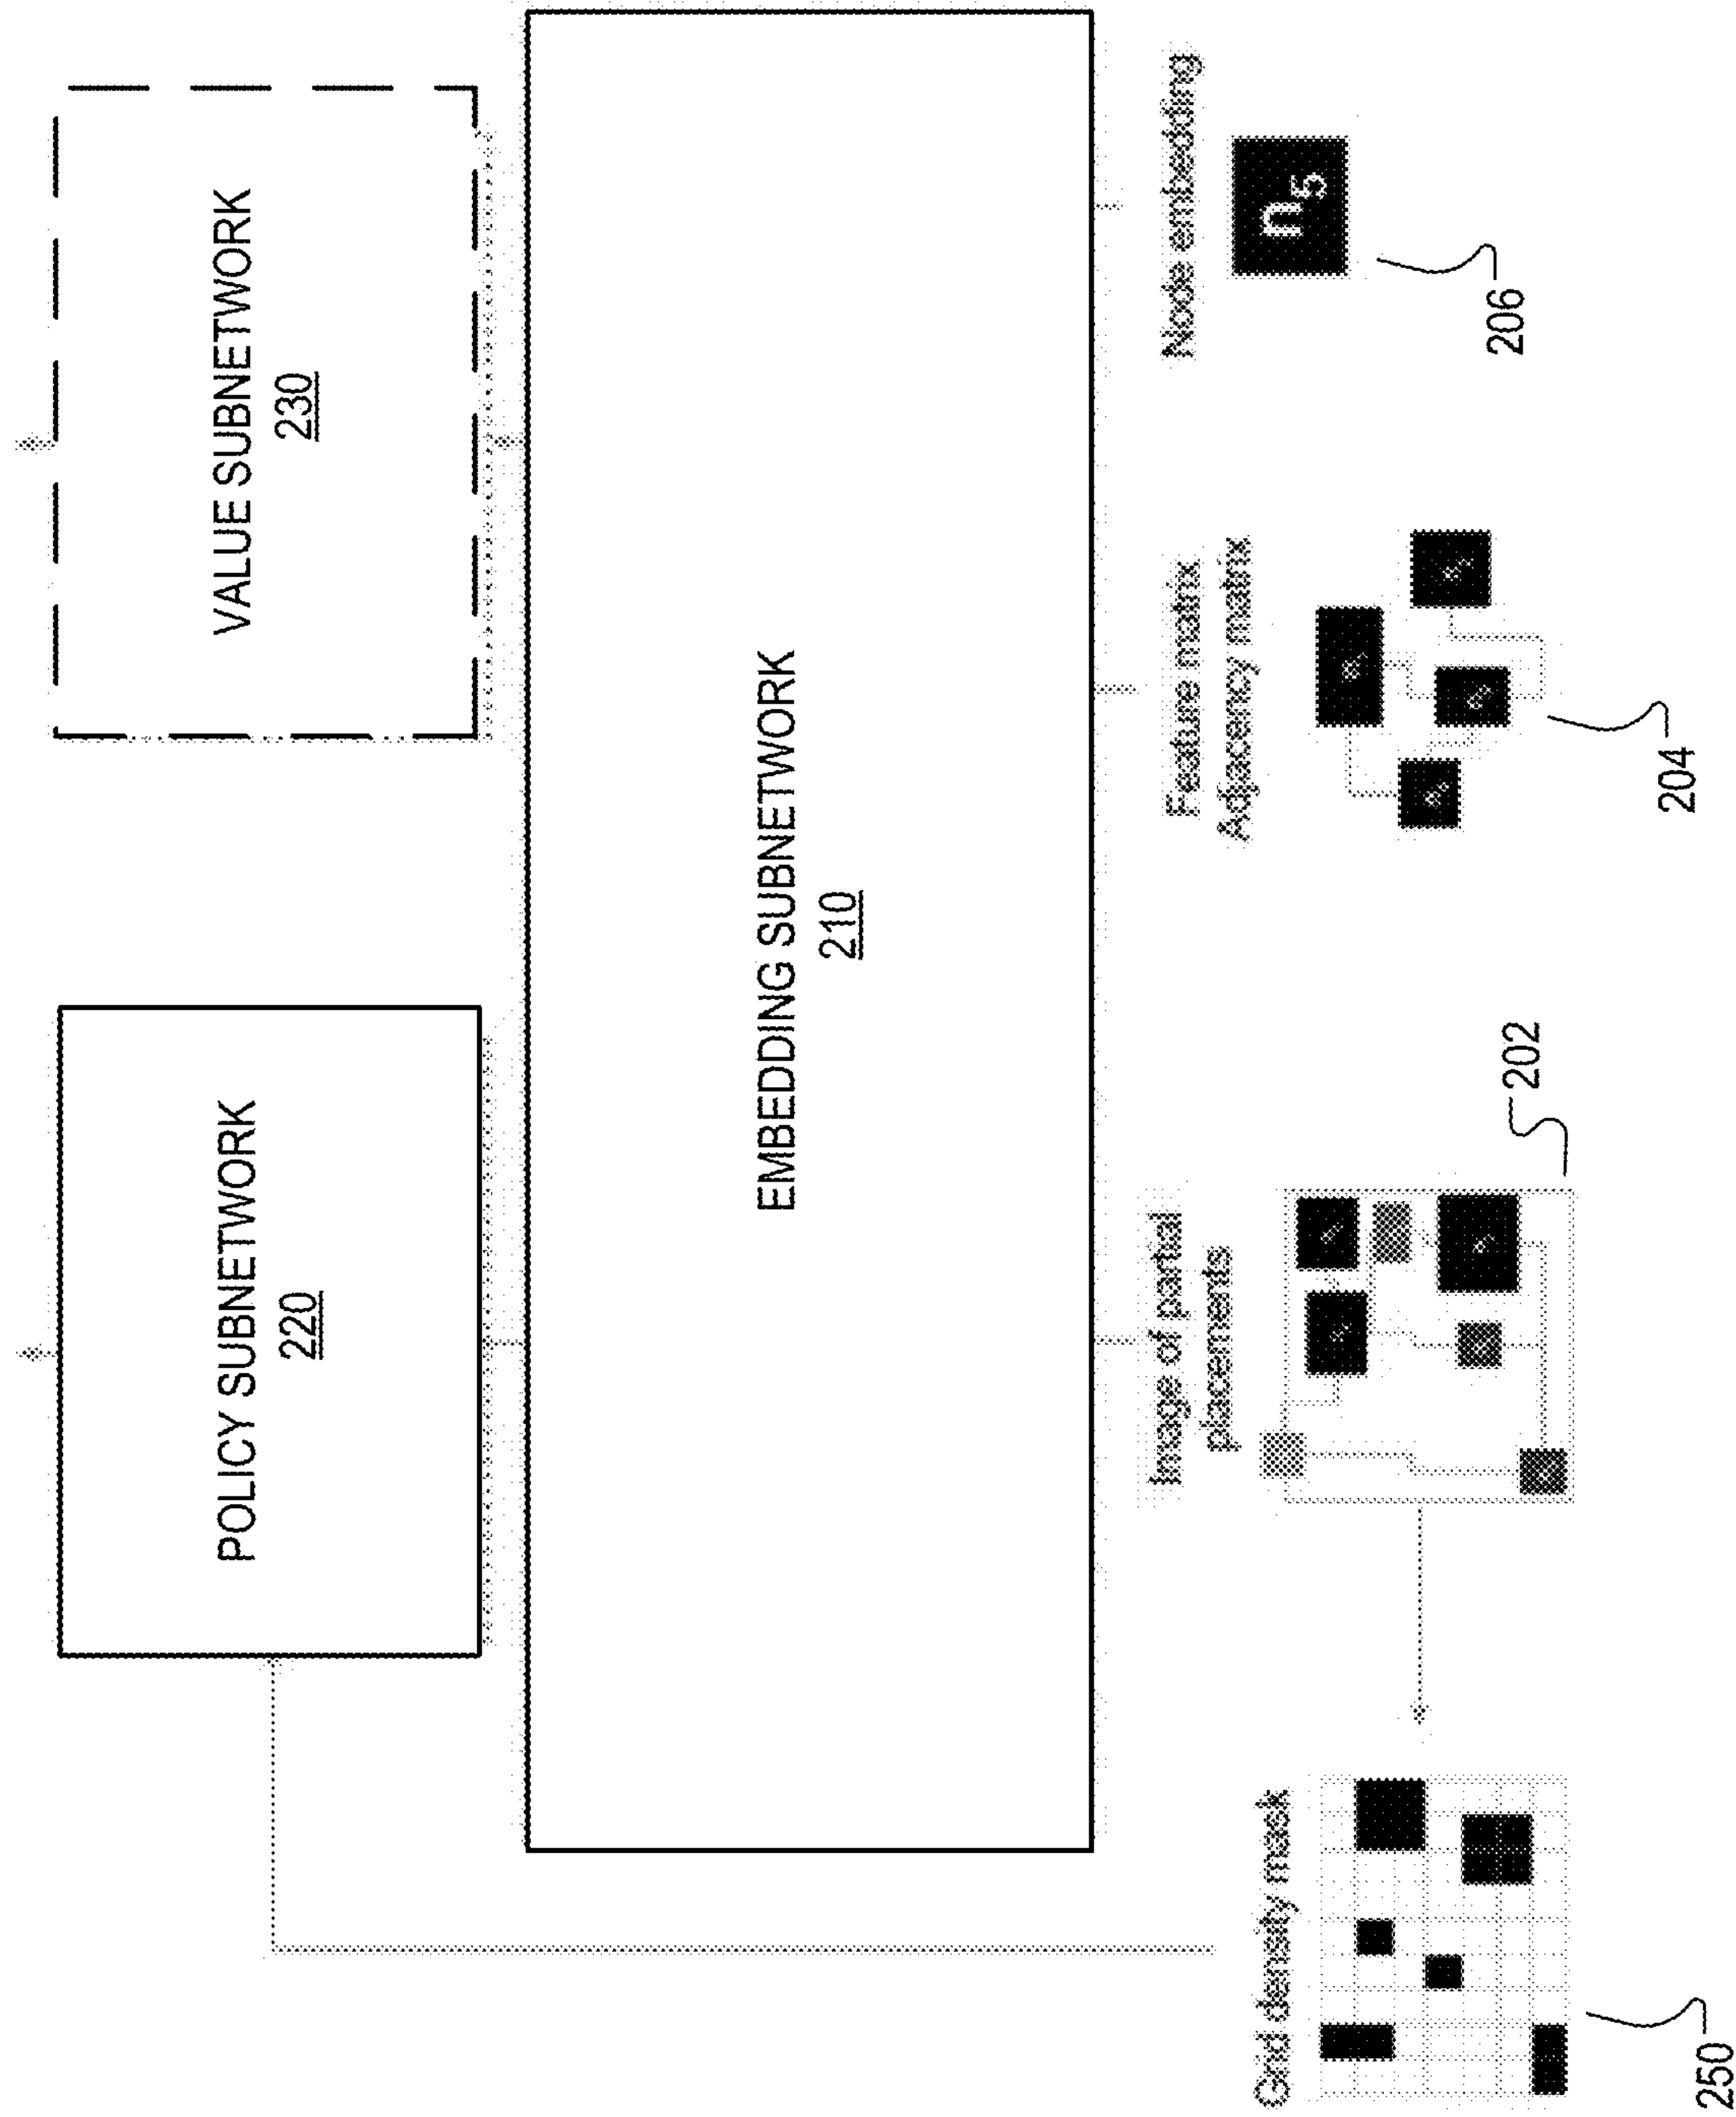 POLICY SUBNETWORK
220
VALUE SUBNETWORK
230
EMBEDDING SUBNETWORK
210
Grid density mask
250
Image of partial
placements
202
Feature matrix
Adjacency matrix
204
Node embedding
n5
206